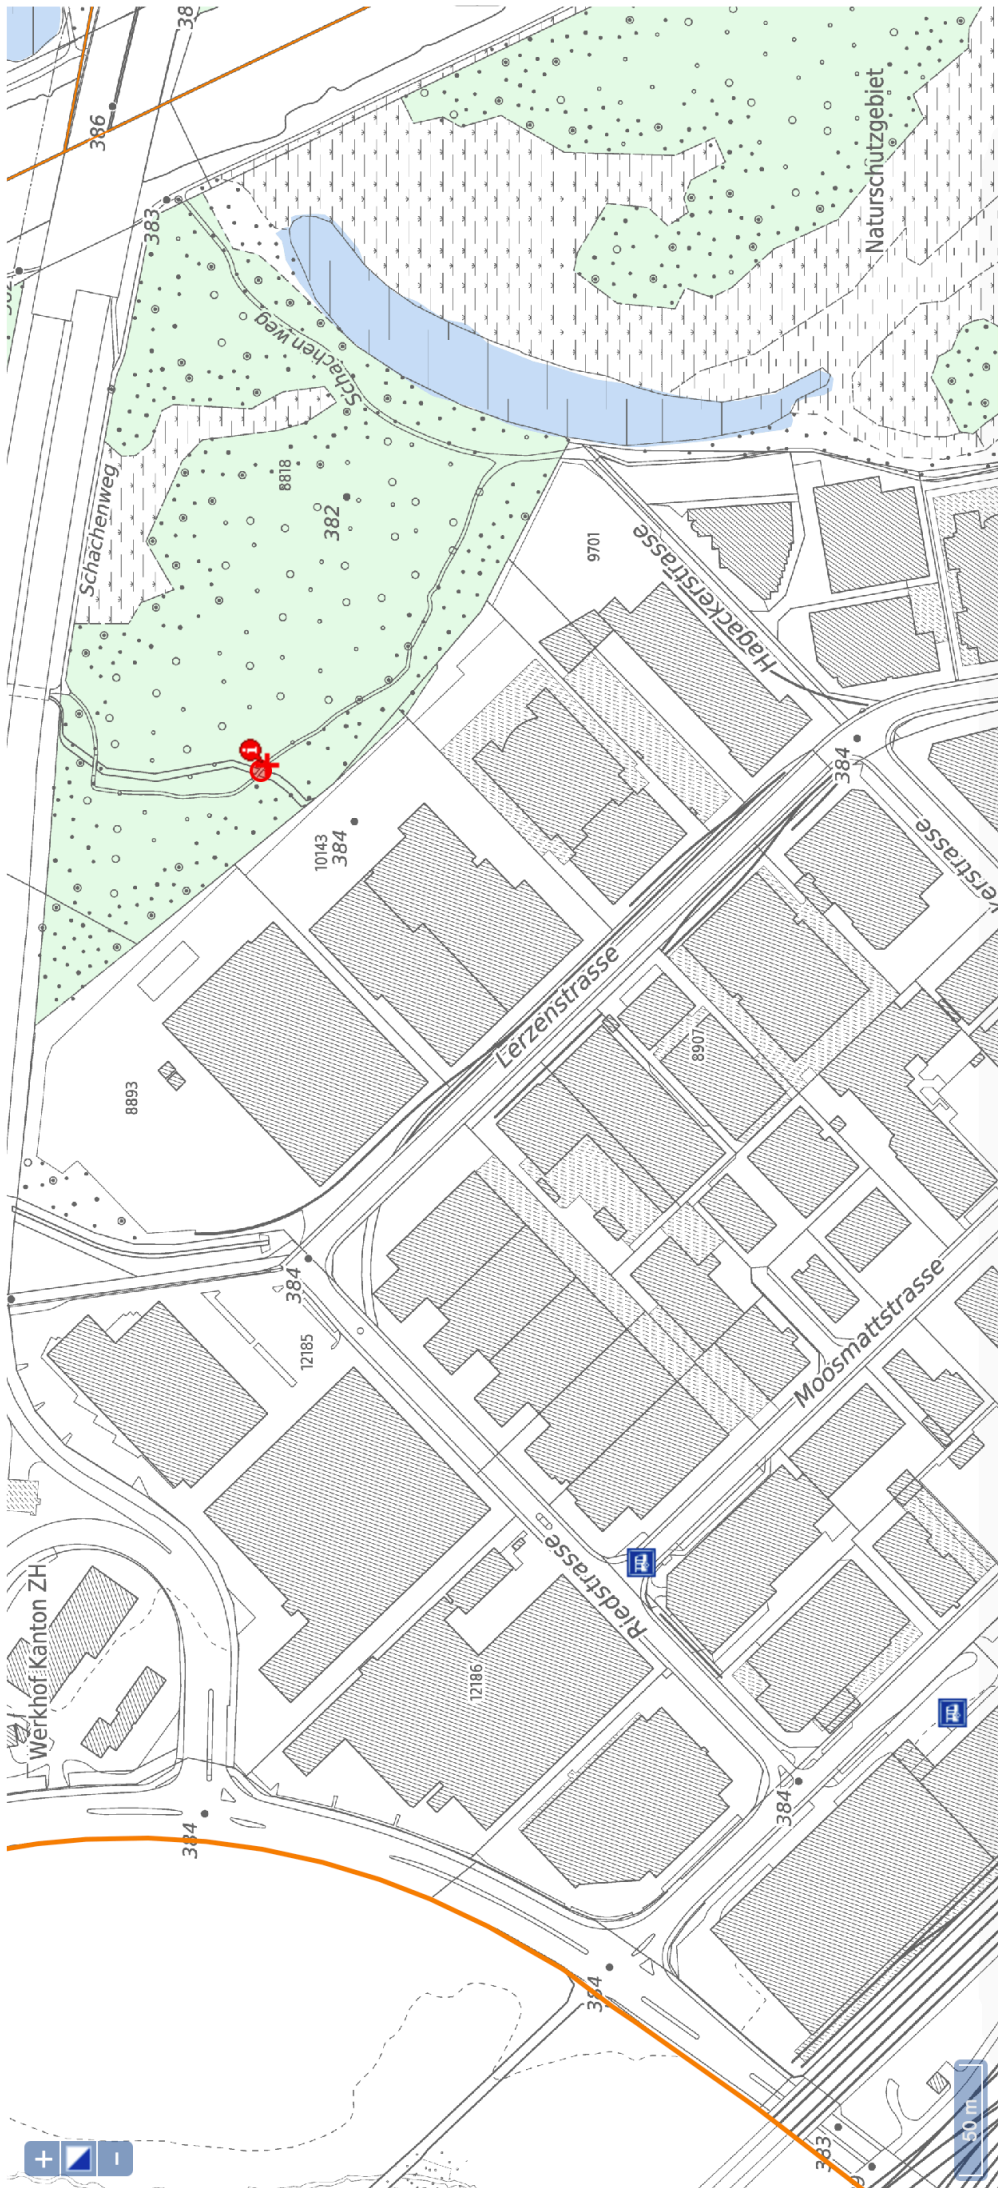 386
383
Schachenweg
Naturschutzgebiet
Schachenweg
8818
382
9701
Hagackerstrasse
384
10143
384
Lerzenstrasse
8907
8893
384
12185
Moosmattstrasse
Riedstrasse
Werkhof Kanton ZH
12186
384
384
384
383
50 m
+
−
i